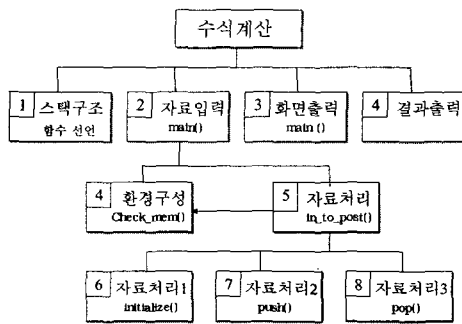 수식계산
1 스택구조
함수 선언
2 자료입력
main()
3 화면출력
main ()
4 결과출력
4 환경구성
Check_mem()
5 자료처리
in_to_post()
6 자료처리1
initialize()
7 자료처리2
push()
8 자료처리3
pop()